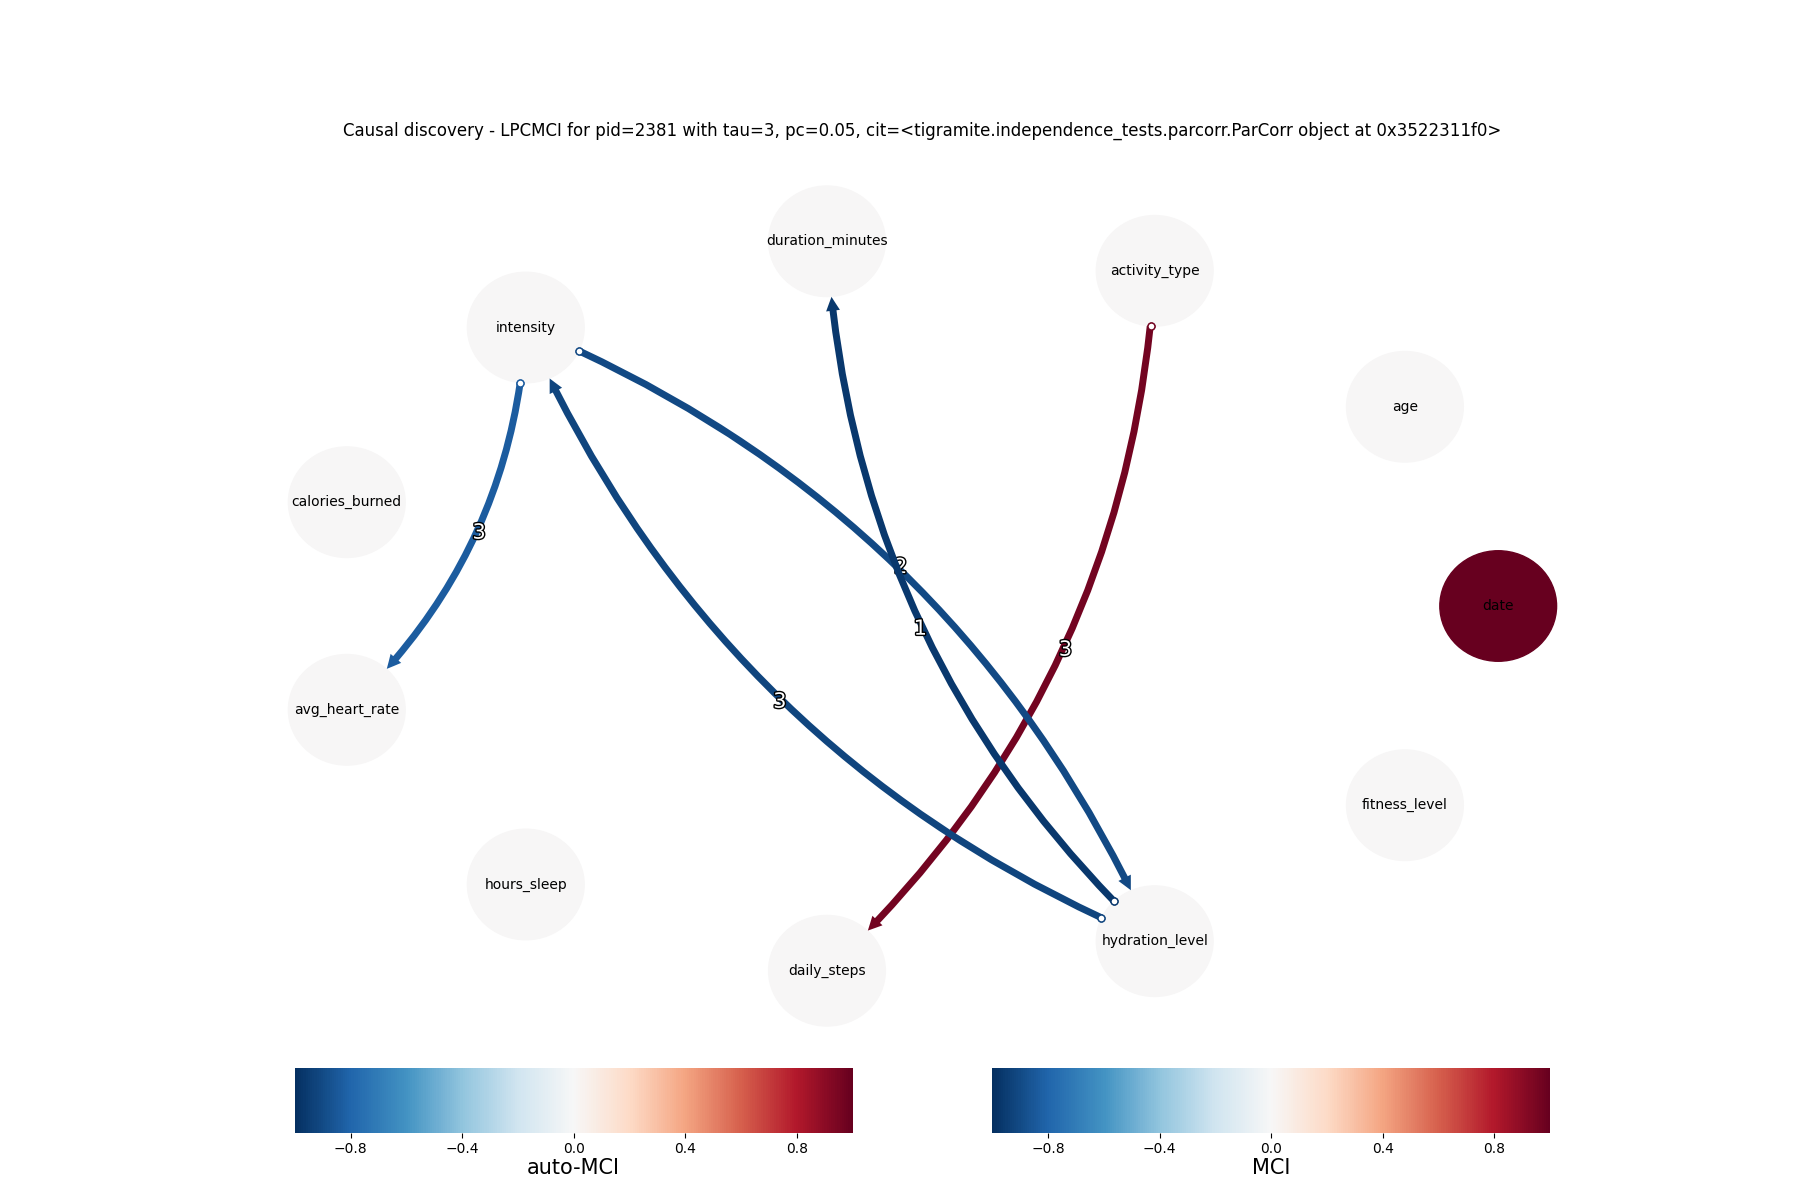 Causal discovery - LPCMCI for pid=2381 with tau=3, pc=0.05, cit=<tigramite.independence_tests.parcorr.ParCorr object at 0x3522311f0>
duration_minutes
activity_type
intensity
age
calories_burned
3
2
date
1
3
3
avg_heart_rate
fitness_level
hours_sleep
hydration_level
daily_steps
−0.8 −0.4 0.0 0.4 0.8
auto-MCI
−0.8 −0.4 0.0 0.4 0.8
MCI